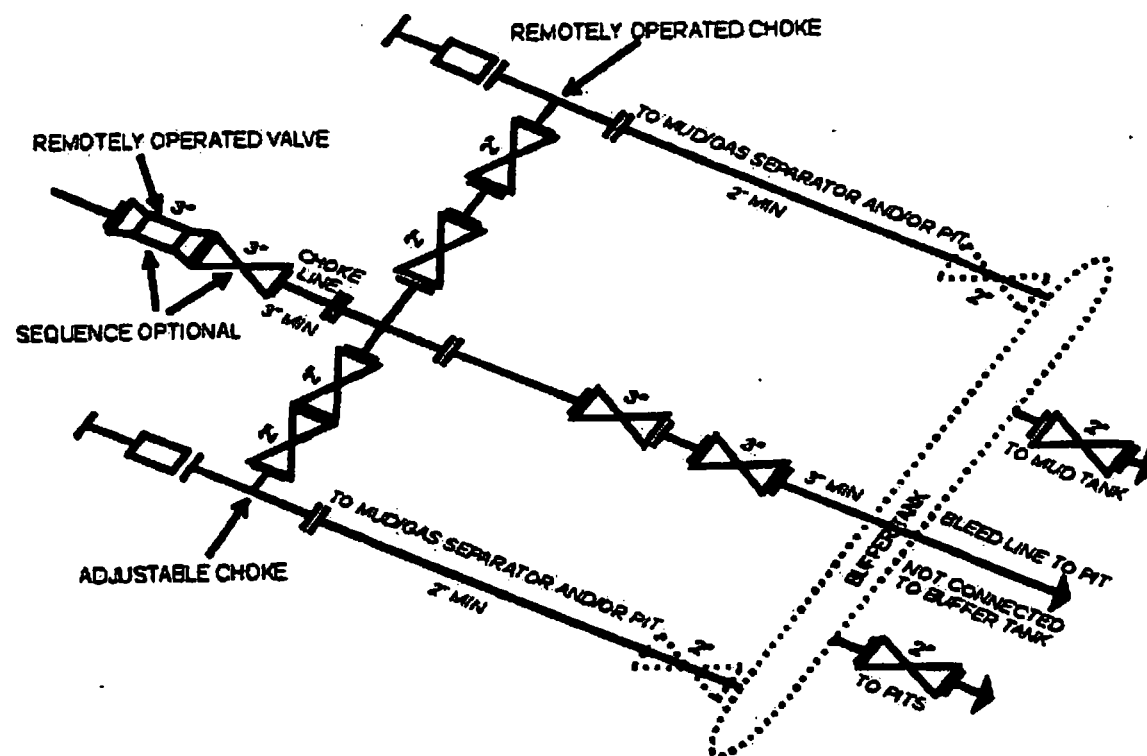 REMOTELY OPERATED CHOKE
TO MUD/GAS SEPARATOR AND/OR PIT
2" MIN
2"
REMOTELY OPERATED VALVE
3"
3"
CHOKE
LINE
3" MIN
SEQUENCE OPTIONAL
3"
3"
3" MIN
2"
TO MUD TANK
BUFFER TANK
BLEED LINE TO PIT
NOT CONNECTED
TO BUFFER TANK
ADJUSTABLE CHOKE
TO MUD/GAS SEPARATOR AND/OR PIT
2" MIN
2"
2"
TO PITS